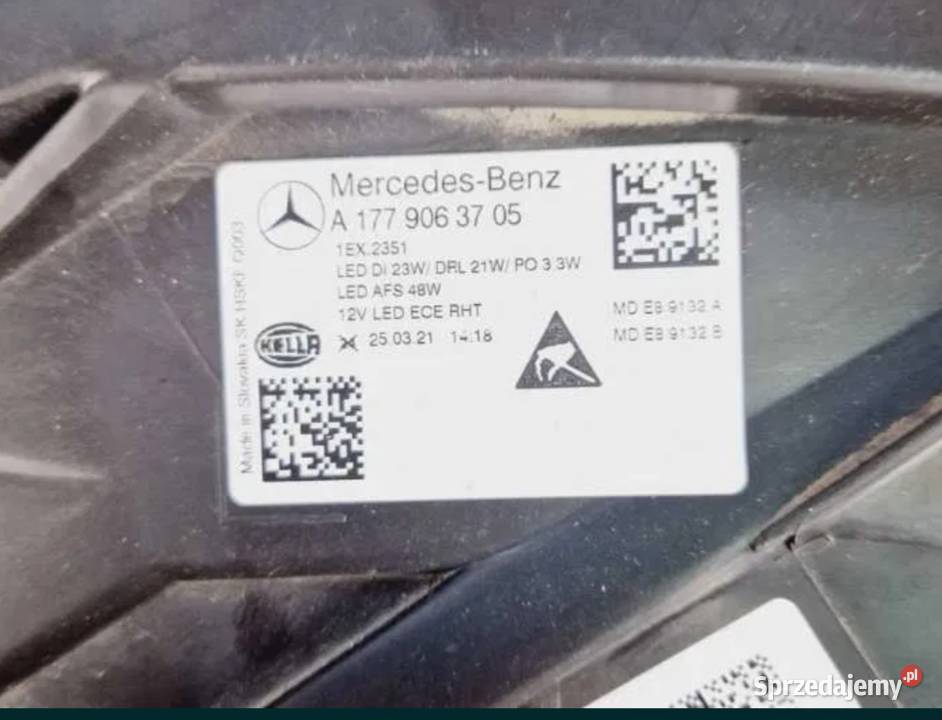 Mercedes-Benz
A 177 906 37 05
1EX.2351
LED DI 23W/ DRL 21W/ PO 3.3W
LED AFS 48W
12V LED ECE RHT
HELLA
25.03.21 14:18
MD E8 9132 A
MD E8 9132 B
Made in Slovakia SK HSKF
Sprzedajemy.pl